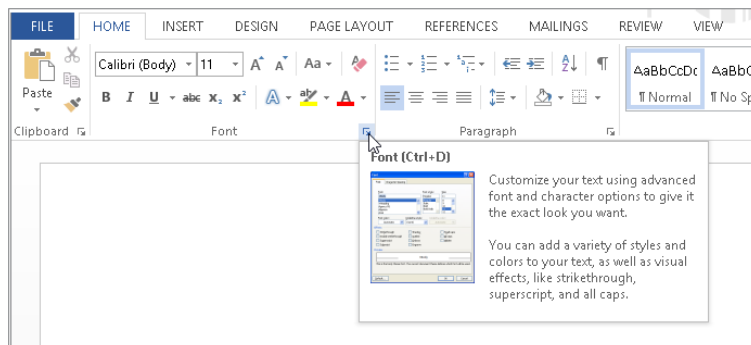 FILE HOME INSERT DESIGN PAGE LAYOUT REFERENCES MAILINGS REVIEW VIEW
Calibri (Body) 11 A A Aa A
AaBbCcDc AaBbC
Paste
B I U abc X₂ X² A ab A
¶ Normal ¶ No Sp
Clipboard Font Paragraph
Font (Ctrl+D)
Customize your text using advanced
font and character options to give it
the exact look you want.
You can add a variety of styles and
colors to your text, as well as visual
effects, like strikethrough,
superscript, and all caps.